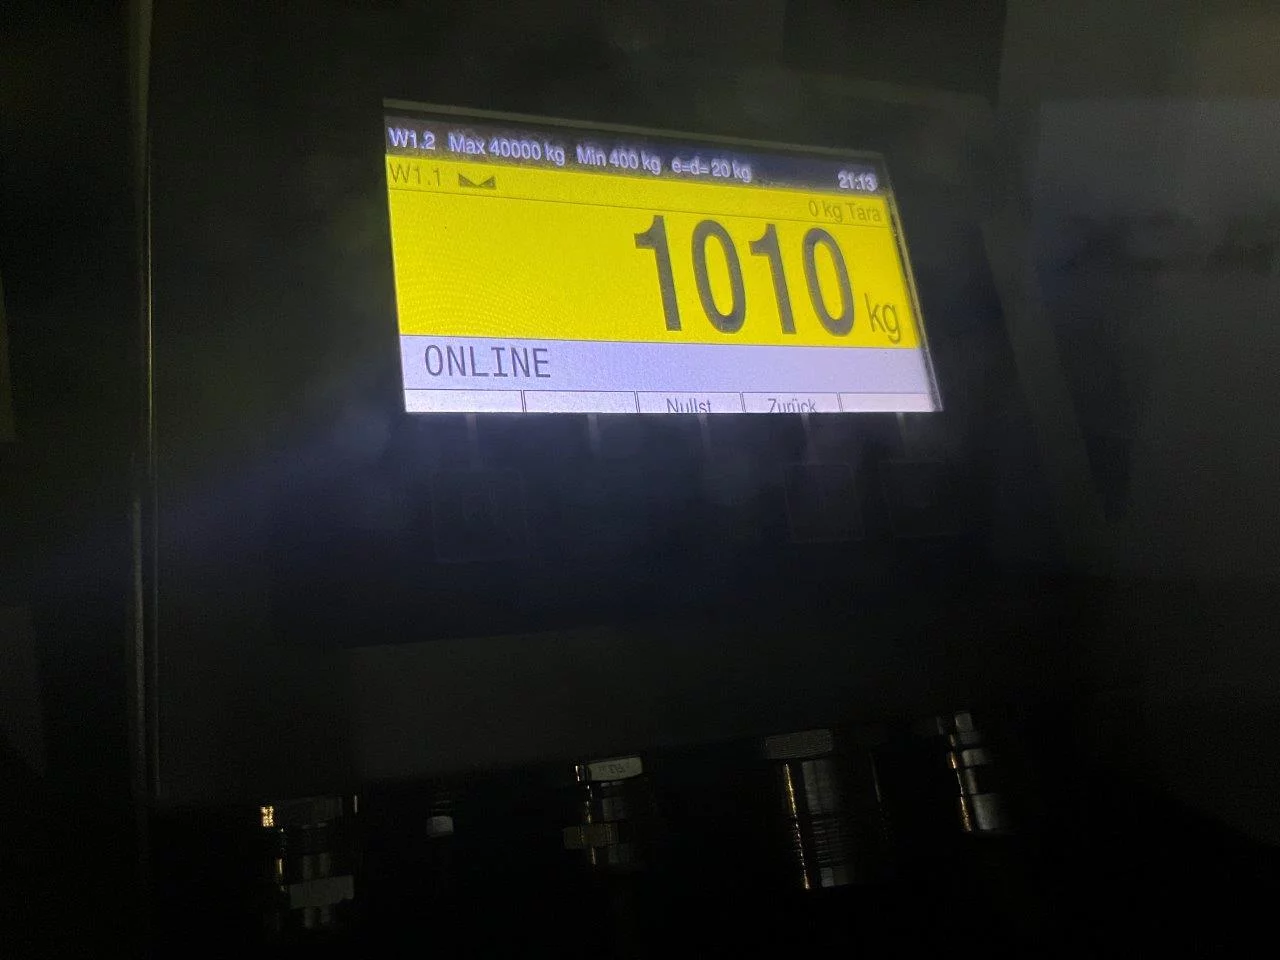 W1.2 Max 40000 kg Min 400 kg e=d= 20 kg 21:13
W1.1
0 kg Tara
1010 kg
ONLINE
Nullst Zurück